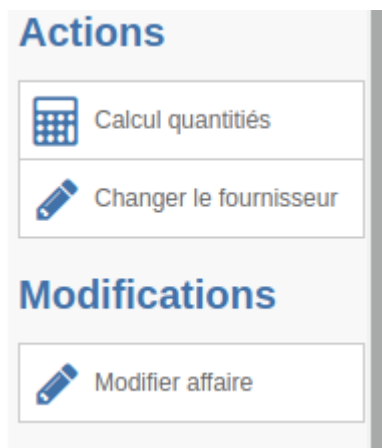 Actions
Calcul quantitiés
Changer le fournisseur
Modifications
Modifier affaire